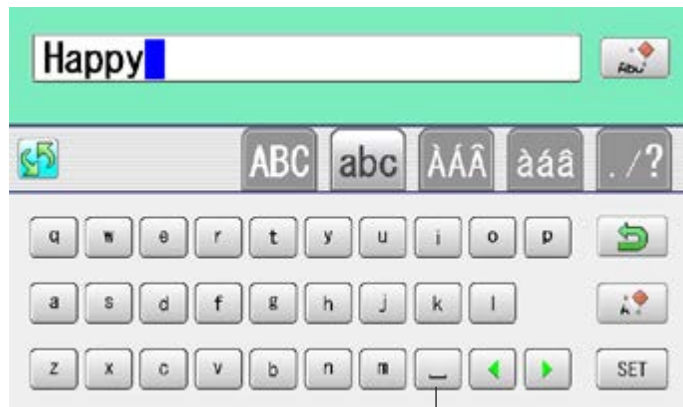 Happy
Abc
ABC abc ÀÁÂ àáâ ./?
q w e r t y u i o p
a s d f g h j k l
A
z x c v b n m SET